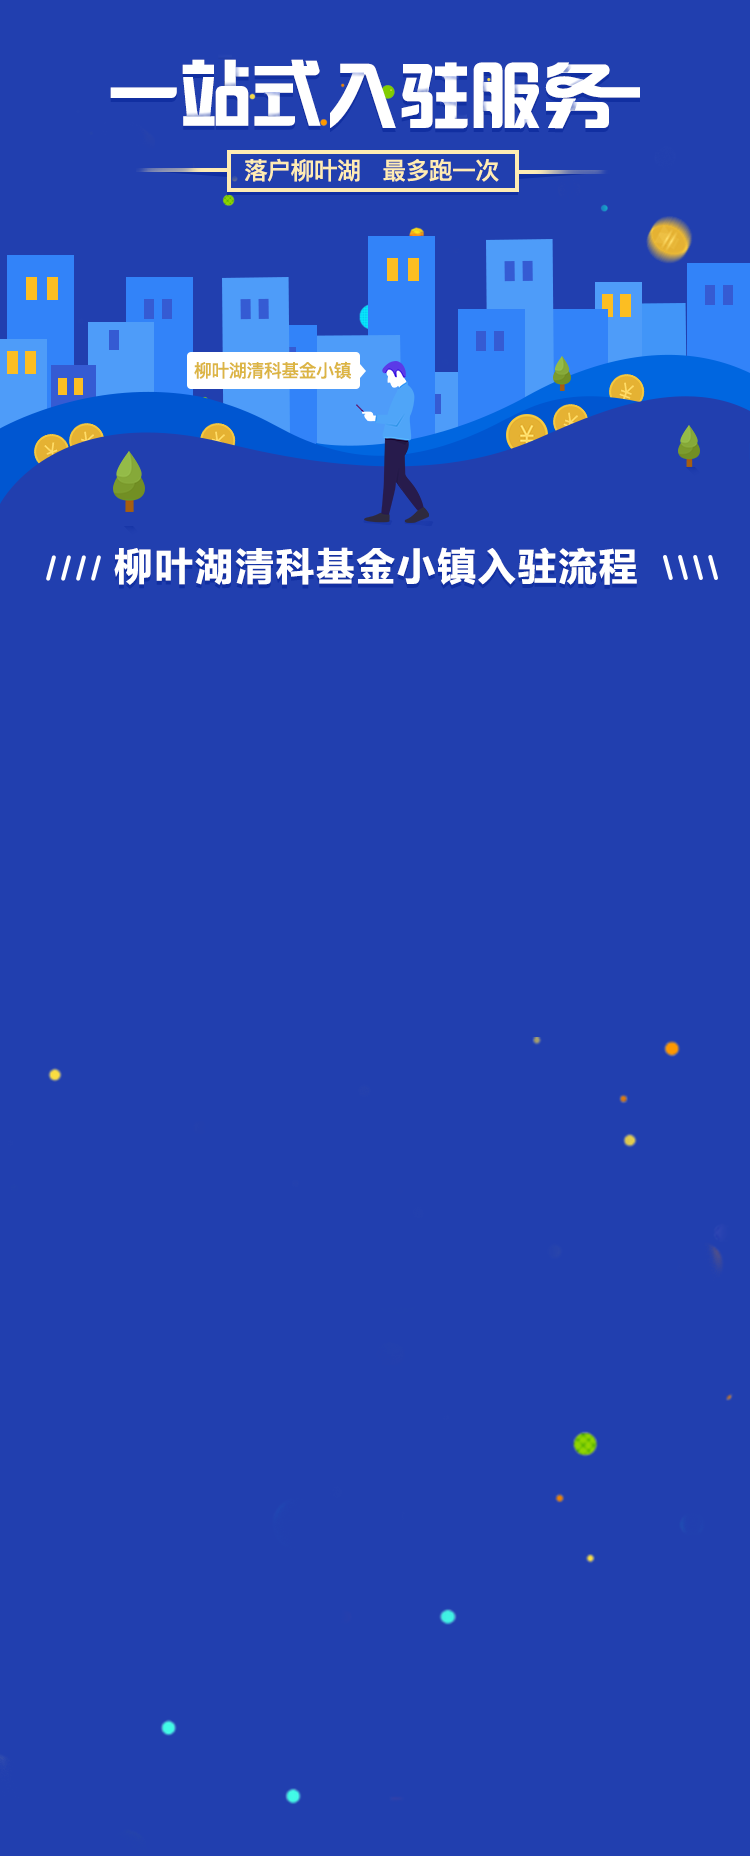 一站式入驻服务
落户柳叶湖 最多跑一次
柳叶湖清科基金小镇
柳叶湖清科基金小镇入驻流程